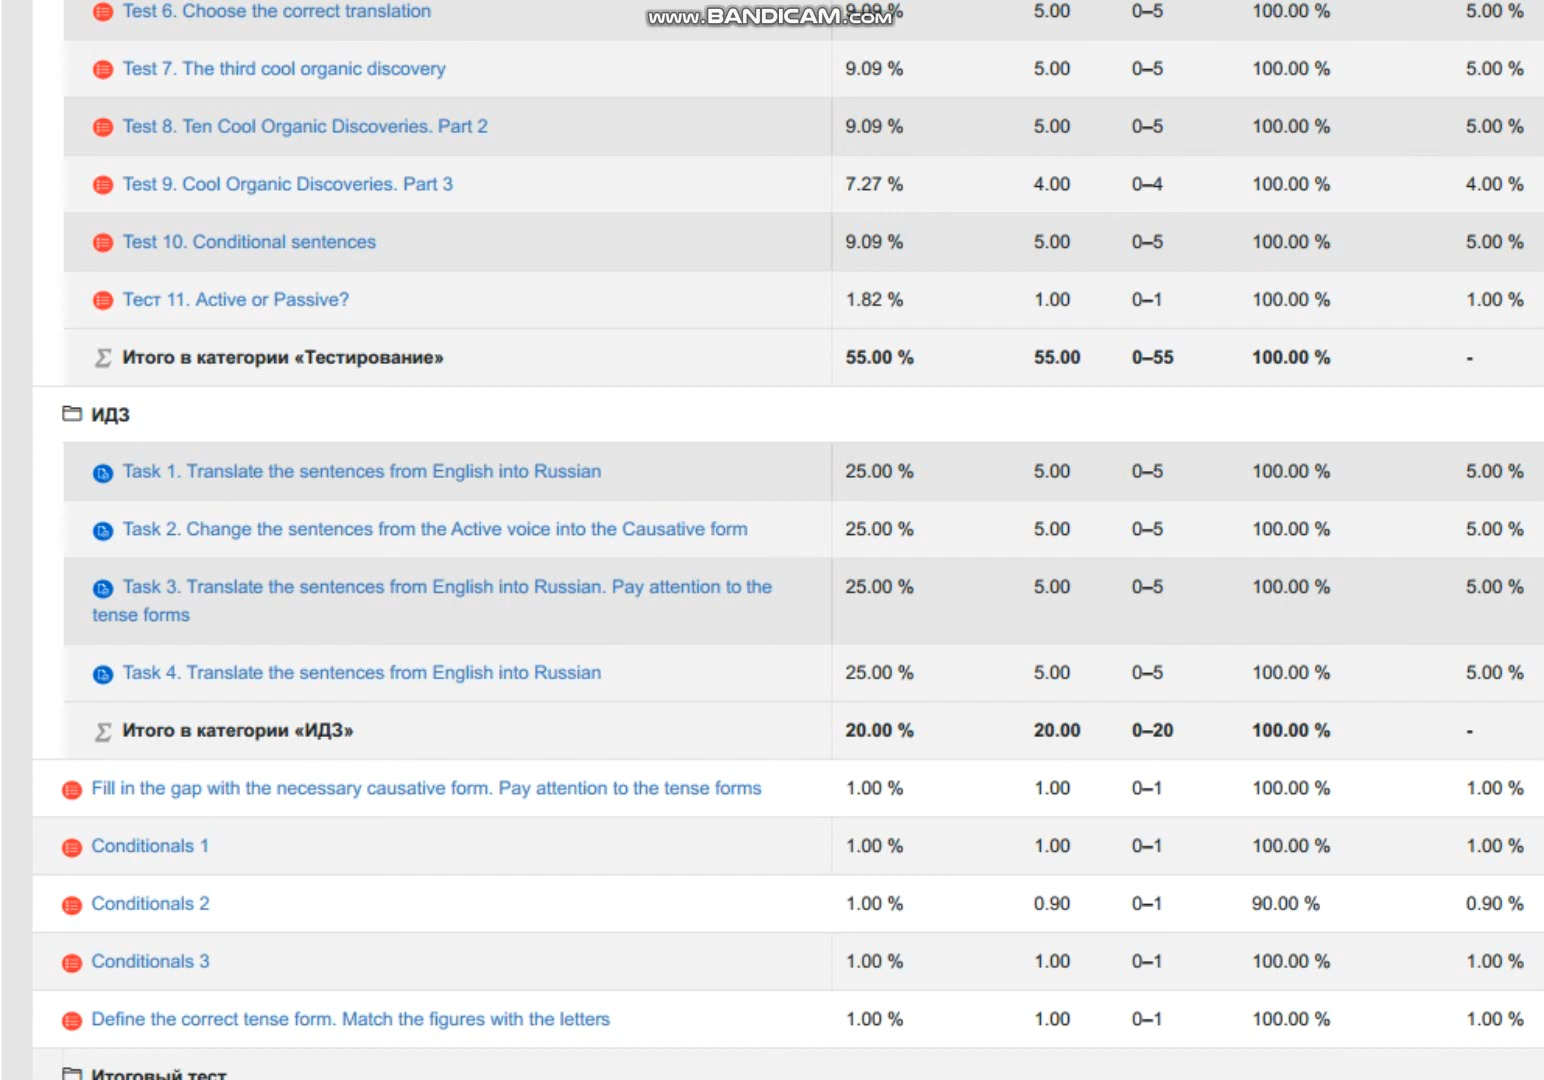 www.BANDICAM.com
Test 6. Choose the correct translation 9.09 % 5.00 0–5 100.00 % 5.00 %
Test 7. The third cool organic discovery 9.09 % 5.00 0–5 100.00 % 5.00 %
Test 8. Ten Cool Organic Discoveries. Part 2 9.09 % 5.00 0–5 100.00 % 5.00 %
Test 9. Cool Organic Discoveries. Part 3 7.27 % 4.00 0–4 100.00 % 4.00 %
Test 10. Conditional sentences 9.09 % 5.00 0–5 100.00 % 5.00 %
Тест 11. Active or Passive? 1.82 % 1.00 0–1 100.00 % 1.00 %
Итого в категории «Тестирование» 55.00 % 55.00 0–55 100.00 % -
ИДЗ
Task 1. Translate the sentences from English into Russian 25.00 % 5.00 0–5 100.00 % 5.00 %
Task 2. Change the sentences from the Active voice into the Causative form 25.00 % 5.00 0–5 100.00 % 5.00 %
Task 3. Translate the sentences from English into Russian. Pay attention to the 25.00 % 5.00 0–5 100.00 % 5.00 %
tense forms
Task 4. Translate the sentences from English into Russian 25.00 % 5.00 0–5 100.00 % 5.00 %
Итого в категории «ИДЗ» 20.00 % 20.00 0–20 100.00 % -
Fill in the gap with the necessary causative form. Pay attention to the tense forms 1.00 % 1.00 0–1 100.00 % 1.00 %
Conditionals 1 1.00 % 1.00 0–1 100.00 % 1.00 %
Conditionals 2 1.00 % 0.90 0–1 90.00 % 0.90 %
Conditionals 3 1.00 % 1.00 0–1 100.00 % 1.00 %
Define the correct tense form. Match the figures with the letters 1.00 % 1.00 0–1 100.00 % 1.00 %
Итоговый тест